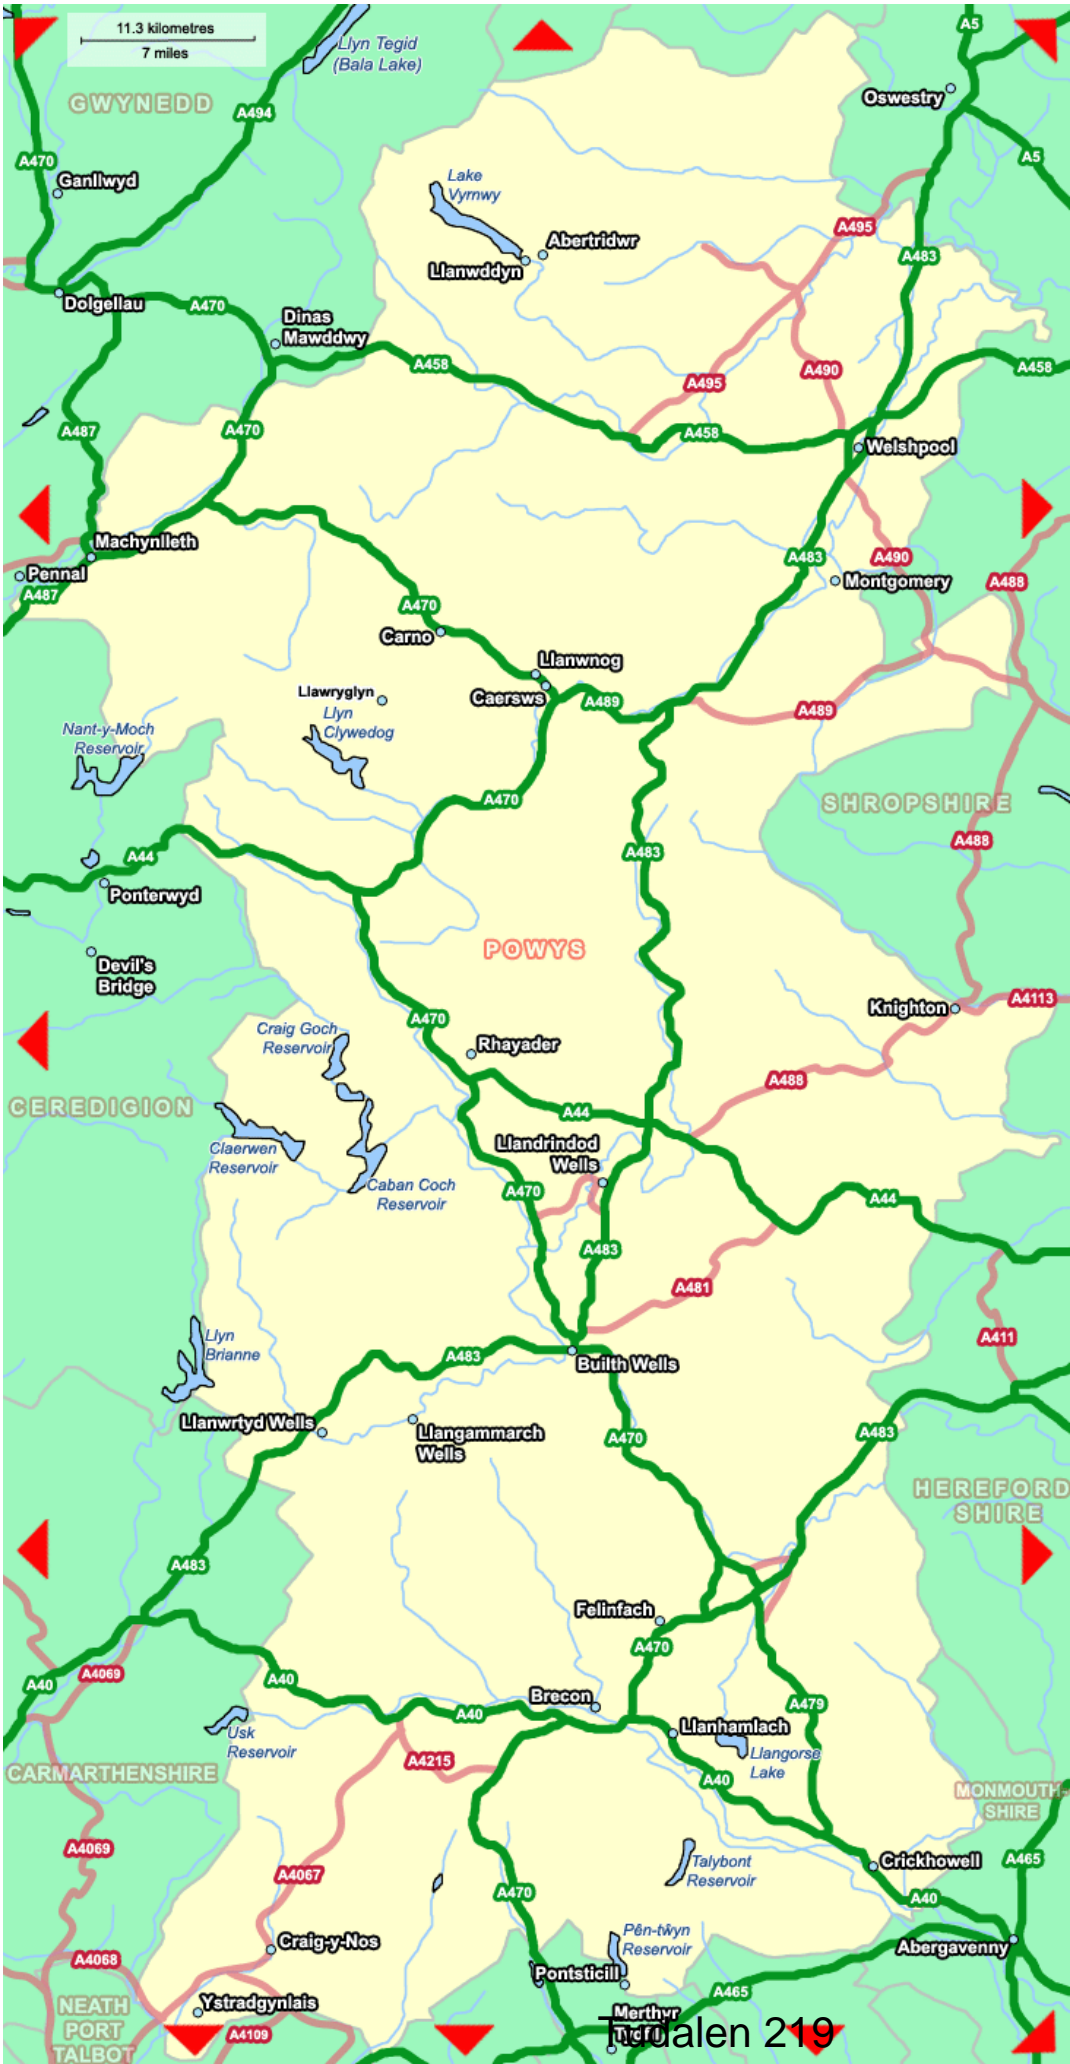 11.3 kilometres
7 miles
Llyn Tegid
(Bala Lake)
A5
Oswestry
GWYNEDD
A494
A470
A5
Ganllwyd
Lake
Vyrnwy
A495
Abertridwr
A483
Llanwddyn
Dolgellau
A470
Dinas
Mawddwy
A458
A490
A458
A495
A487
A470
A458
Welshpool
Machynlleth
A483
A490
Pennal
A487
Montgomery
A488
A470
Carno
Llanwnog
Llawryglyn
Caersws
A489
A489
Llyn
Clywedog
Nant-y-Moch
Reservoir
A470
SHROPSHIRE
A488
A44
A483
Ponterwyd
POWYS
Devil's
Bridge
A4113
Knighton
A470
Craig Goch
Reservoir
Rhayader
A488
CEREDIGION
A44
Claerwen
Reservoir
Llandrindod
Wells
Caban Coch
Reservoir
A470
A44
A483
A481
Llyn
Brianne
A411
A483
Builth Wells
Llanwrtyd Wells
Llangammarch
Wells
A470
A483
HEREFORD
SHIRE
A483
Felinfach
A470
A4069
A40
A40
Brecon
A479
A40
Llanhamlach
Usk
Reservoir
A4215
Llangorse
Lake
CARMARTHENSHIRE
A40
MONMOUTH-
SHIRE
A4069
Talybont
Reservoir
Crickhowell
A465
A4067
A470
A40
Pên-tŵyn
Reservoir
Craig-y-Nos
Abergavenny
A4068
Pontsticill
A465
NEATH
PORT
TALBOT
Ystradgynlais
A4109
Merthyr
Tudalen 219